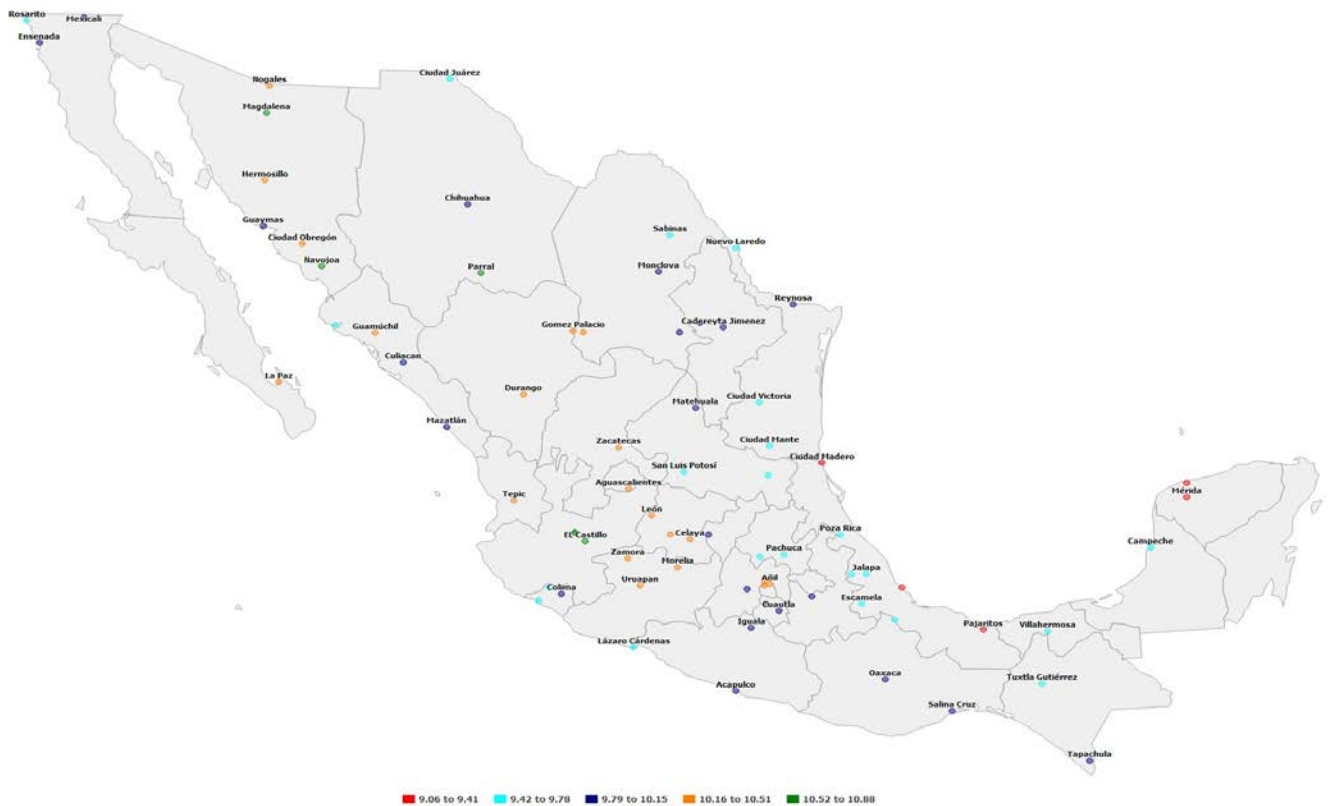 Rosarito
Mexicali
Ensenada
Ciudad Juárez
Nogales
Magdalena
Hermosillo
Chihuahua
Guaymas
Ciudad Obregón
Sabinas
Nuevo Laredo
Navojoa
Parral
Monclova
Reynosa
Guamúchil
Gomez Palacio
Cadereyta Jimenez
Culiacan
La Paz
Durango
Matehuala
Ciudad Victoria
Mazatlán
Zacatecas
Ciudad Mante
Ciudad Madero
San Luis Potosí
Aguascalientes
Mérida
Tepic
León
EL Castillo
Celaya
Poza Rica
Campeche
Zamora
Morelia
Pachuca
Jalapa
Uruapan
Añil
Colima
Cuautla
Escamela
Iguala
Pajaritos
Villahermosa
Lázaro Cárdenas
Oaxaca
Tuxtla Gutiérrez
Acapulco
Salina Cruz
Tapachula
9.06 to 9.41 9.42 to 9.78 9.79 to 10.15 10.16 to 10.51 10.52 to 10.88